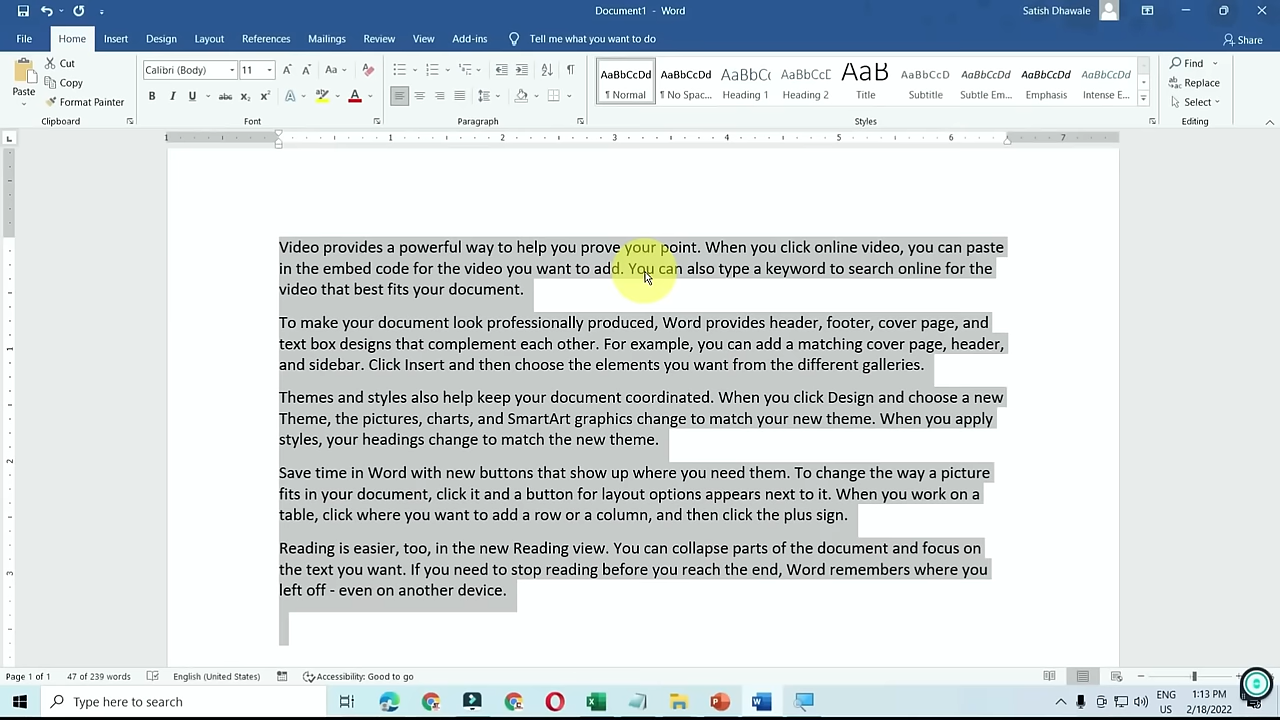 Document1 - Word
Satish Dhawale
File Home Insert Design Layout References Mailings Review View Add-ins Tell me what you want to do Share
Paste
Cut
Copy
Format Painter
Clipboard
Calibri (Body) 11
Font
Paragraph
AaBbCcDd AaBbCcDd AaBbC( AaBbCcE AaB AaBbCcD AaBbCcDd AaBbCcDd AaBbCcDd
¶ Normal ¶ No Spac... Heading 1 Heading 2 Title Subtitle Subtle Em... Emphasis Intense E...
Styles
Find
Replace
Select
Editing
1 1 2 3 4 5 6 7
Video provides a powerful way to help you prove your point. When you click online video, you can paste
in the embed code for the video you want to add. You can also type a keyword to search online for the
video that best fits your document.
To make your document look professionally produced, Word provides header, footer, cover page, and
text box designs that complement each other. For example, you can add a matching cover page, header,
and sidebar. Click Insert and then choose the elements you want from the different galleries.
Themes and styles also help keep your document coordinated. When you click Design and choose a new
Theme, the pictures, charts, and SmartArt graphics change to match your new theme. When you apply
styles, your headings change to match the new theme.
Save time in Word with new buttons that show up where you need them. To change the way a picture
fits in your document, click it and a button for layout options appears next to it. When you work on a
table, click where you want to add a row or a column, and then click the plus sign.
Reading is easier, too, in the new Reading view. You can collapse parts of the document and focus on
the text you want. If you need to stop reading before you reach the end, Word remembers where you
left off - even on another device.
Page 1 of 1 47 of 239 words English (United States) Accessibility: Good to go
Type here to search
ENG
US
1:13 PM
2/18/2022